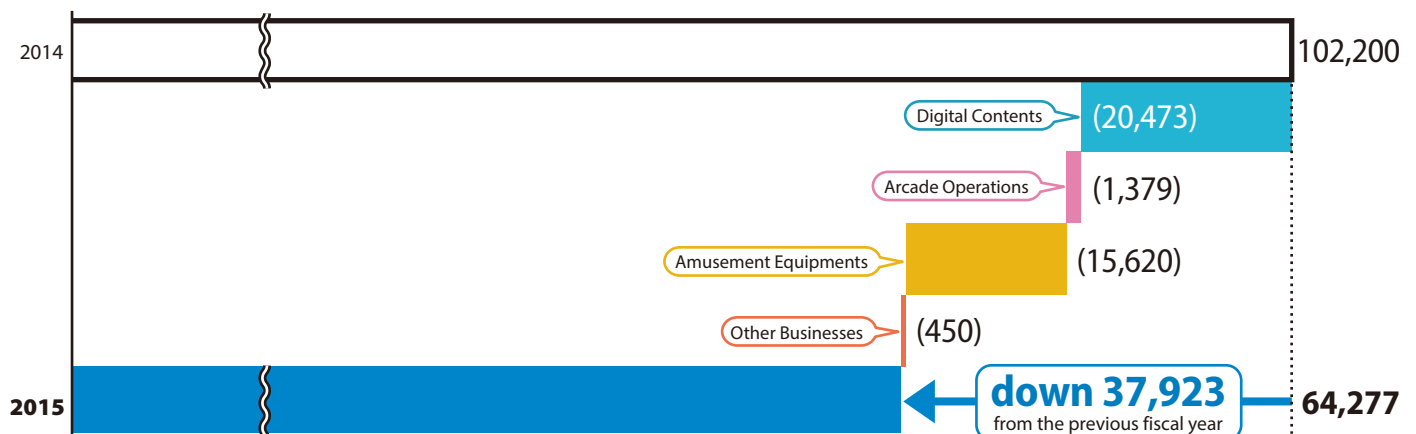 2014
102,200
Digital Contents
(20,473)
Arcade Operations
(1,379)
Amusement Equipments
(15,620)
Other Businesses
(450)
2015
down 37,923
from the previous fiscal year
64,277